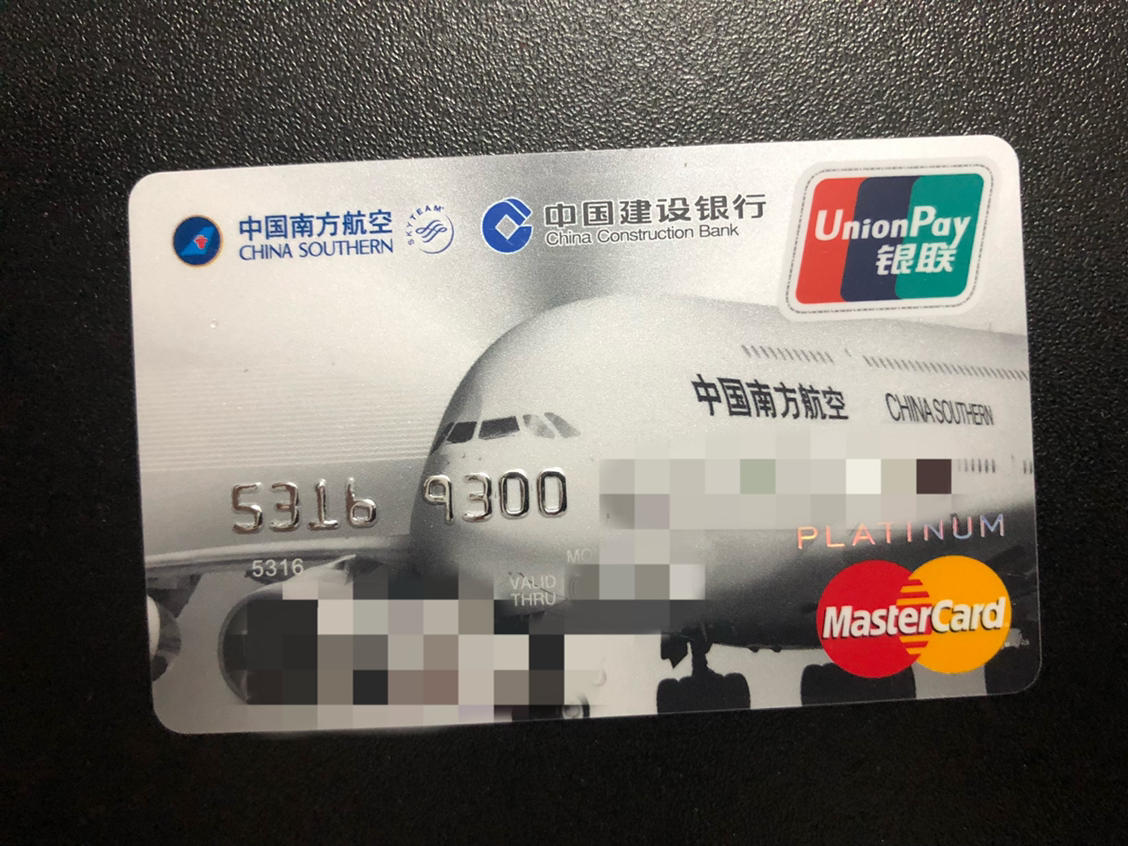 中国南方航空
CHINA SOUTHERN
SKYTEAM
中国建设银行
China Construction Bank
UnionPay
银联
中国南方航空 CHINA SOUTHERN
5316 9300
PLATINUM
5316
VALID
THRU
MasterCard